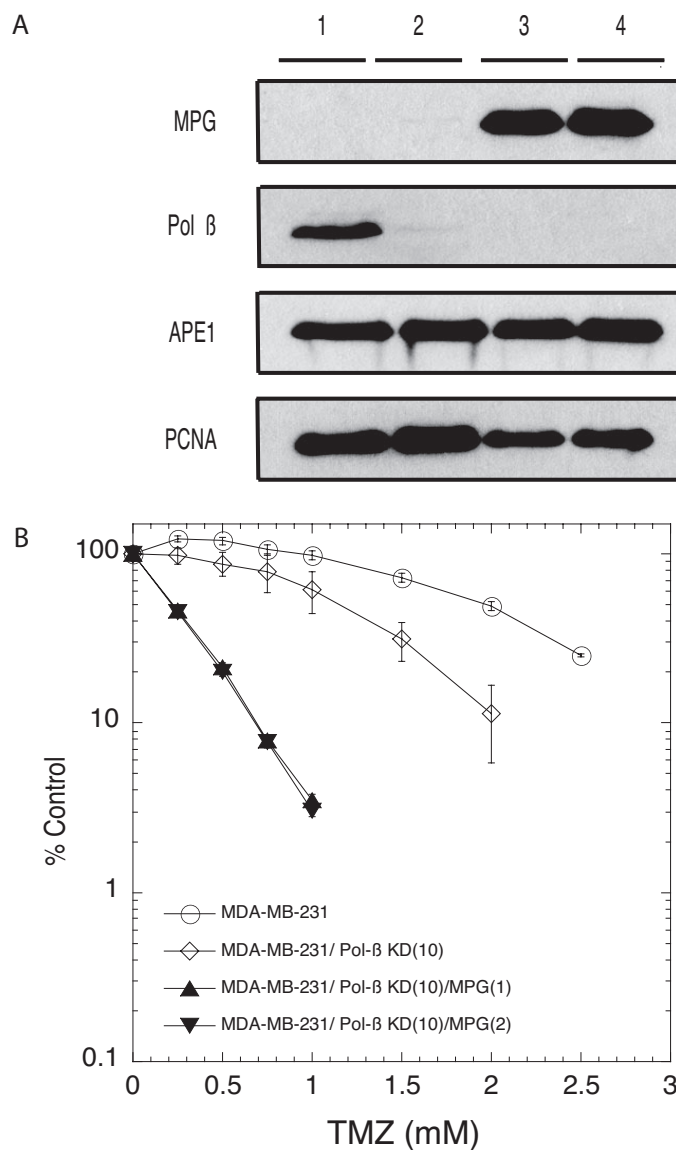 A
1 2 3 4
MPG
Pol ß
APE1
PCNA
B
100
10
1
0.1
% Control
MDA-MB-231
MDA-MB-231/ Pol-ß KD(10)
MDA-MB-231/ Pol-ß KD(10)/MPG(1)
MDA-MB-231/ Pol-ß KD(10)/MPG(2)
0 0.5 1 1.5 2 2.5 3
TMZ (mM)